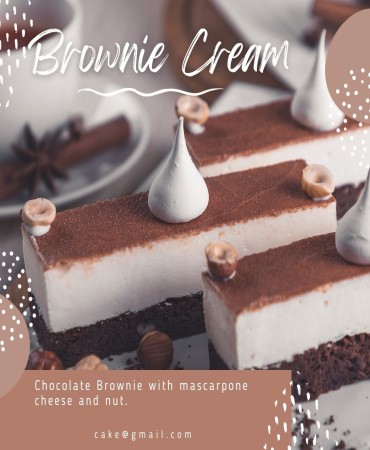 Brownie Cream
Chocolate Brownie with mascarpone
cheese and nut.
cake@gmail.com